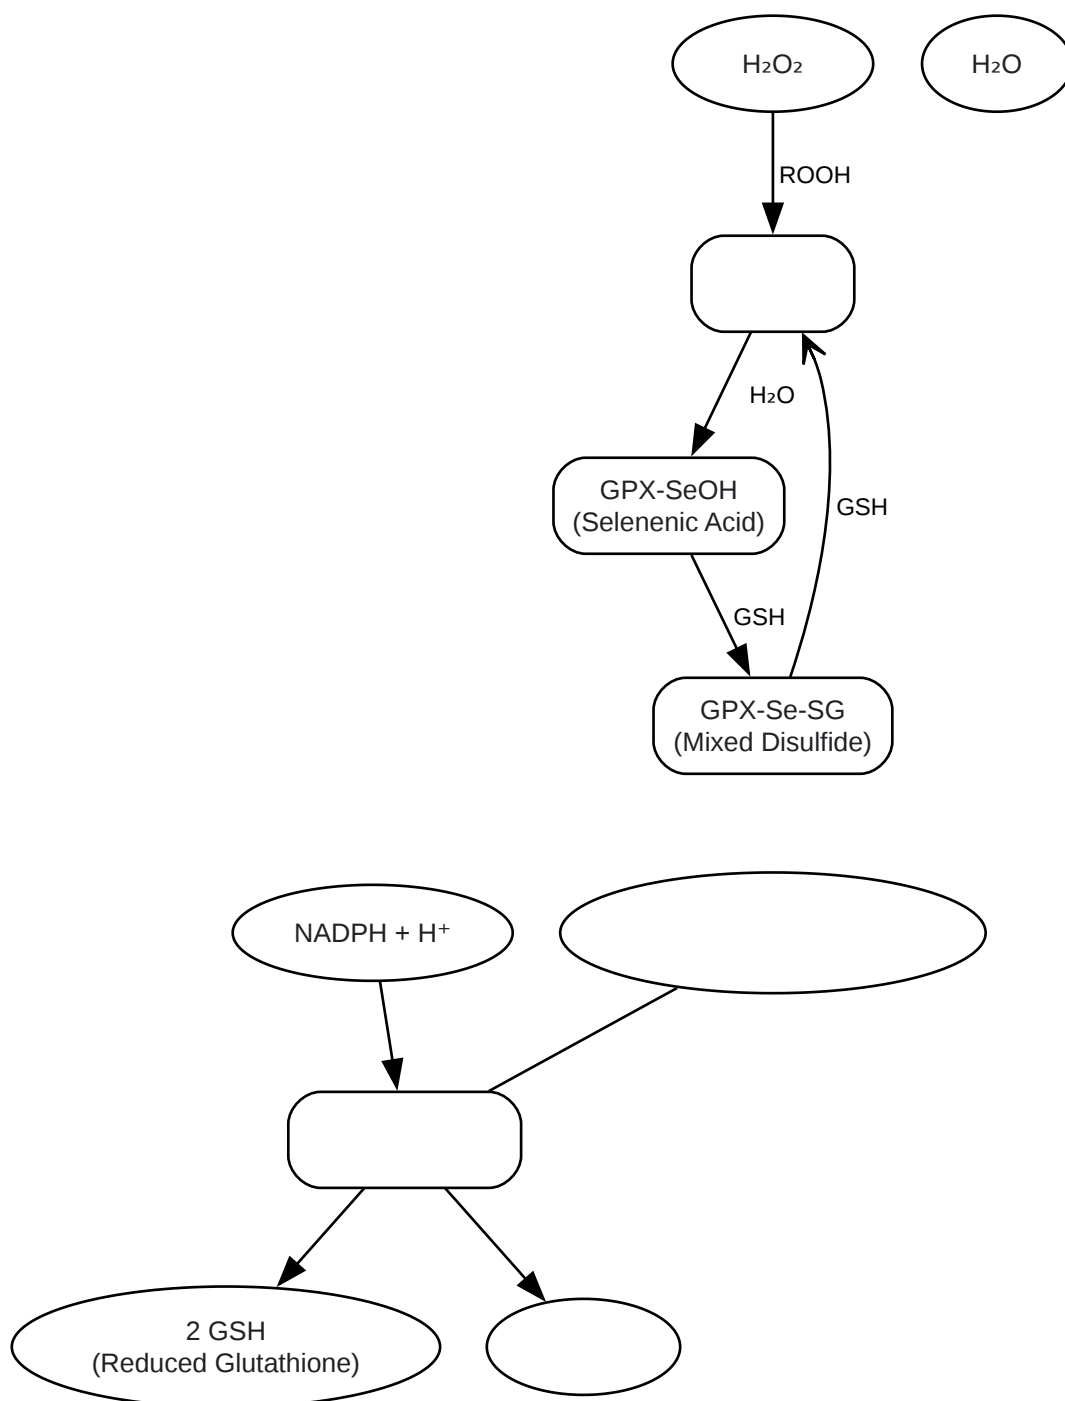 H₂O₂
H₂O
ROOH
H₂O
GPX-SeOH
(Selenenic Acid)
GSH
GSH
GPX-Se-SG
(Mixed Disulfide)
NADPH + H⁺
2 GSH
(Reduced Glutathione)